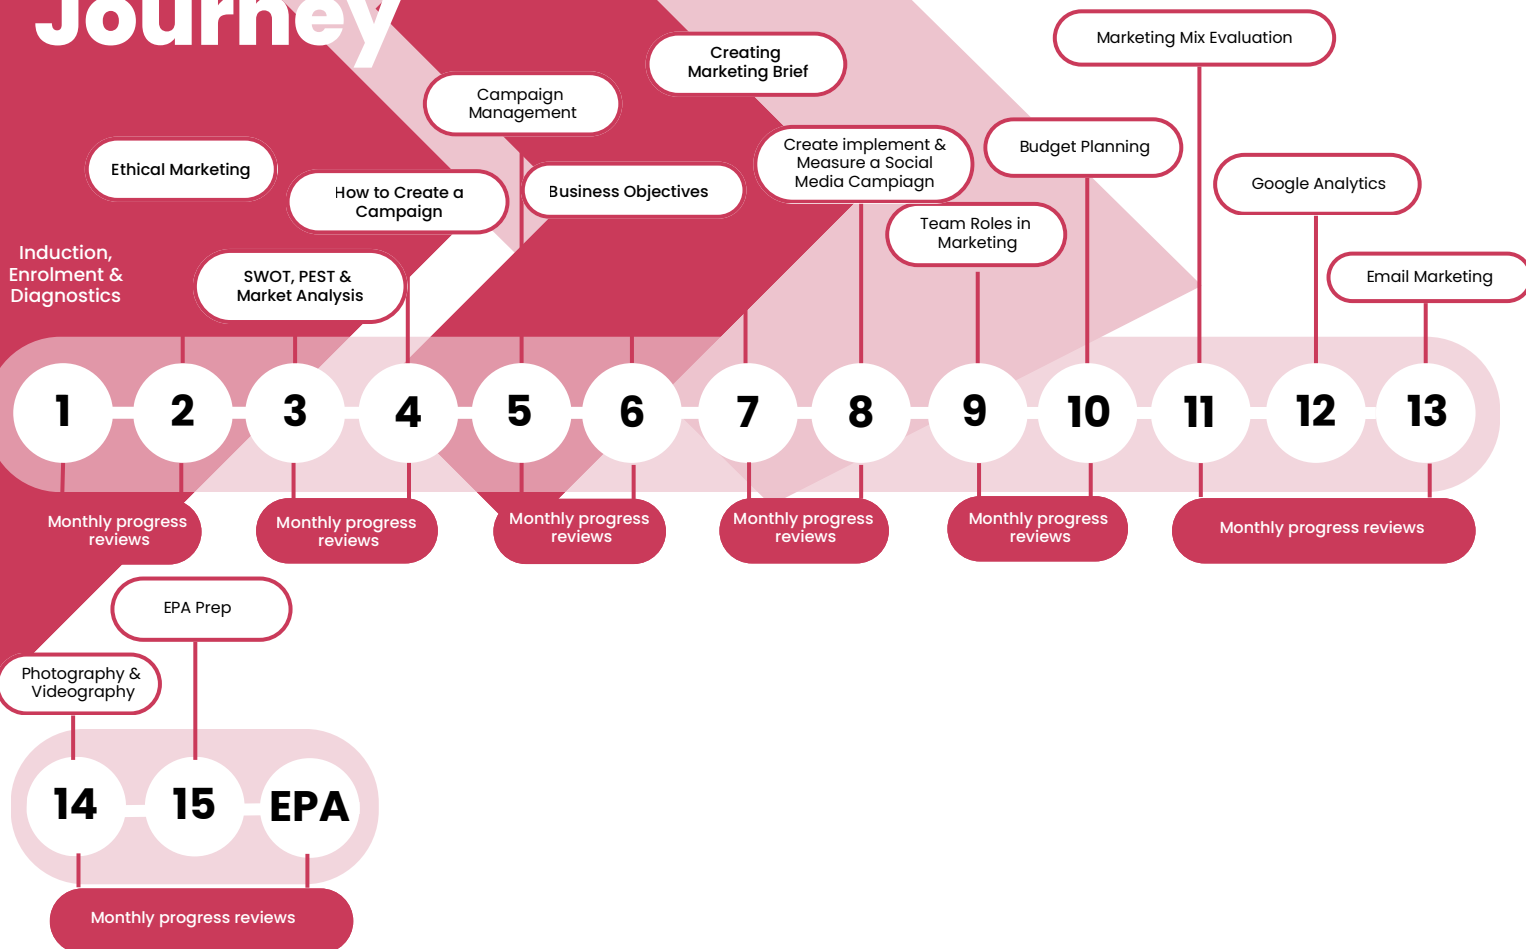 Journey
Marketing Mix Evaluation
Creating
Marketing Brief
Campaign
Management
Create implement &
Measure a Social
Media Campiagn
Budget Planning
Ethical Marketing
How to Create a
Campaign
Business Objectives
Google Analytics
Team Roles in
Marketing
Induction,
Enrolment &
Diagnostics
SWOT, PEST &
Market Analysis
Email Marketing
1
2
3
4
5
6
7
8
9
10
11
12
13
Monthly progress
reviews
Monthly progress
reviews
Monthly progress
reviews
Monthly progress
reviews
Monthly progress
reviews
Monthly progress reviews
EPA Prep
Photography &
Videography
14
15
EPA
Monthly progress reviews